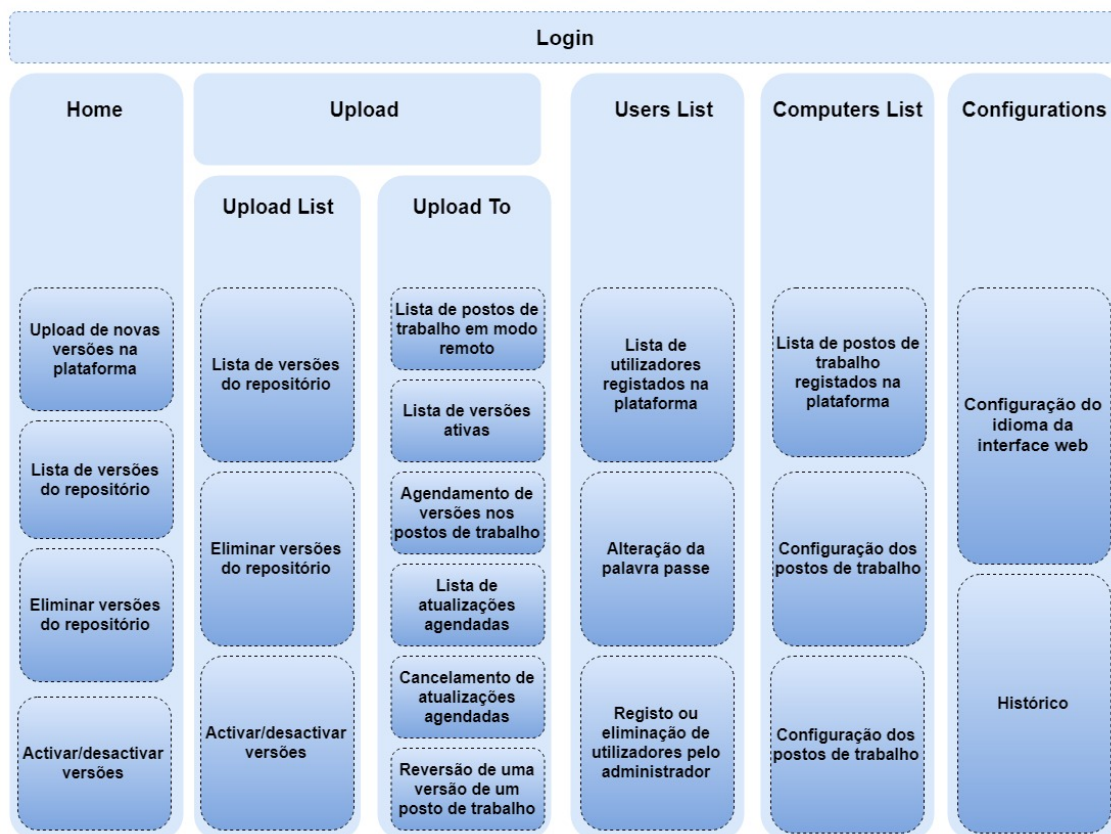 Login
Home
Upload
Users List
Computers List
Configurations
Upload List
Upload To
Upload de novas
versões na
plataforma
Lista de versões
do repositório
Eliminar versões
do repositório
Activar/desactivar
versões
Lista de versões
do repositório
Eliminar versões
do repositório
Activar/desactivar
versões
Lista de postos de
trabalho em modo
remoto
Lista de versões
ativas
Agendamento de
versões nos
postos de trabalho
Lista de
atualizações
agendadas
Cancelamento de
atualizações
agendadas
Reversão de uma
versão de um
posto de trabalho
Lista de
utilizadores
registados na
plataforma
Alteração da
palavra passe
Registo ou
eliminação de
utilizadores pelo
administrador
Lista de postos de
trabalho
registados na
plataforma
Configuração dos
postos de trabalho
Configuração dos
postos de trabalho
Configuração do
idioma da
interface web
Histórico